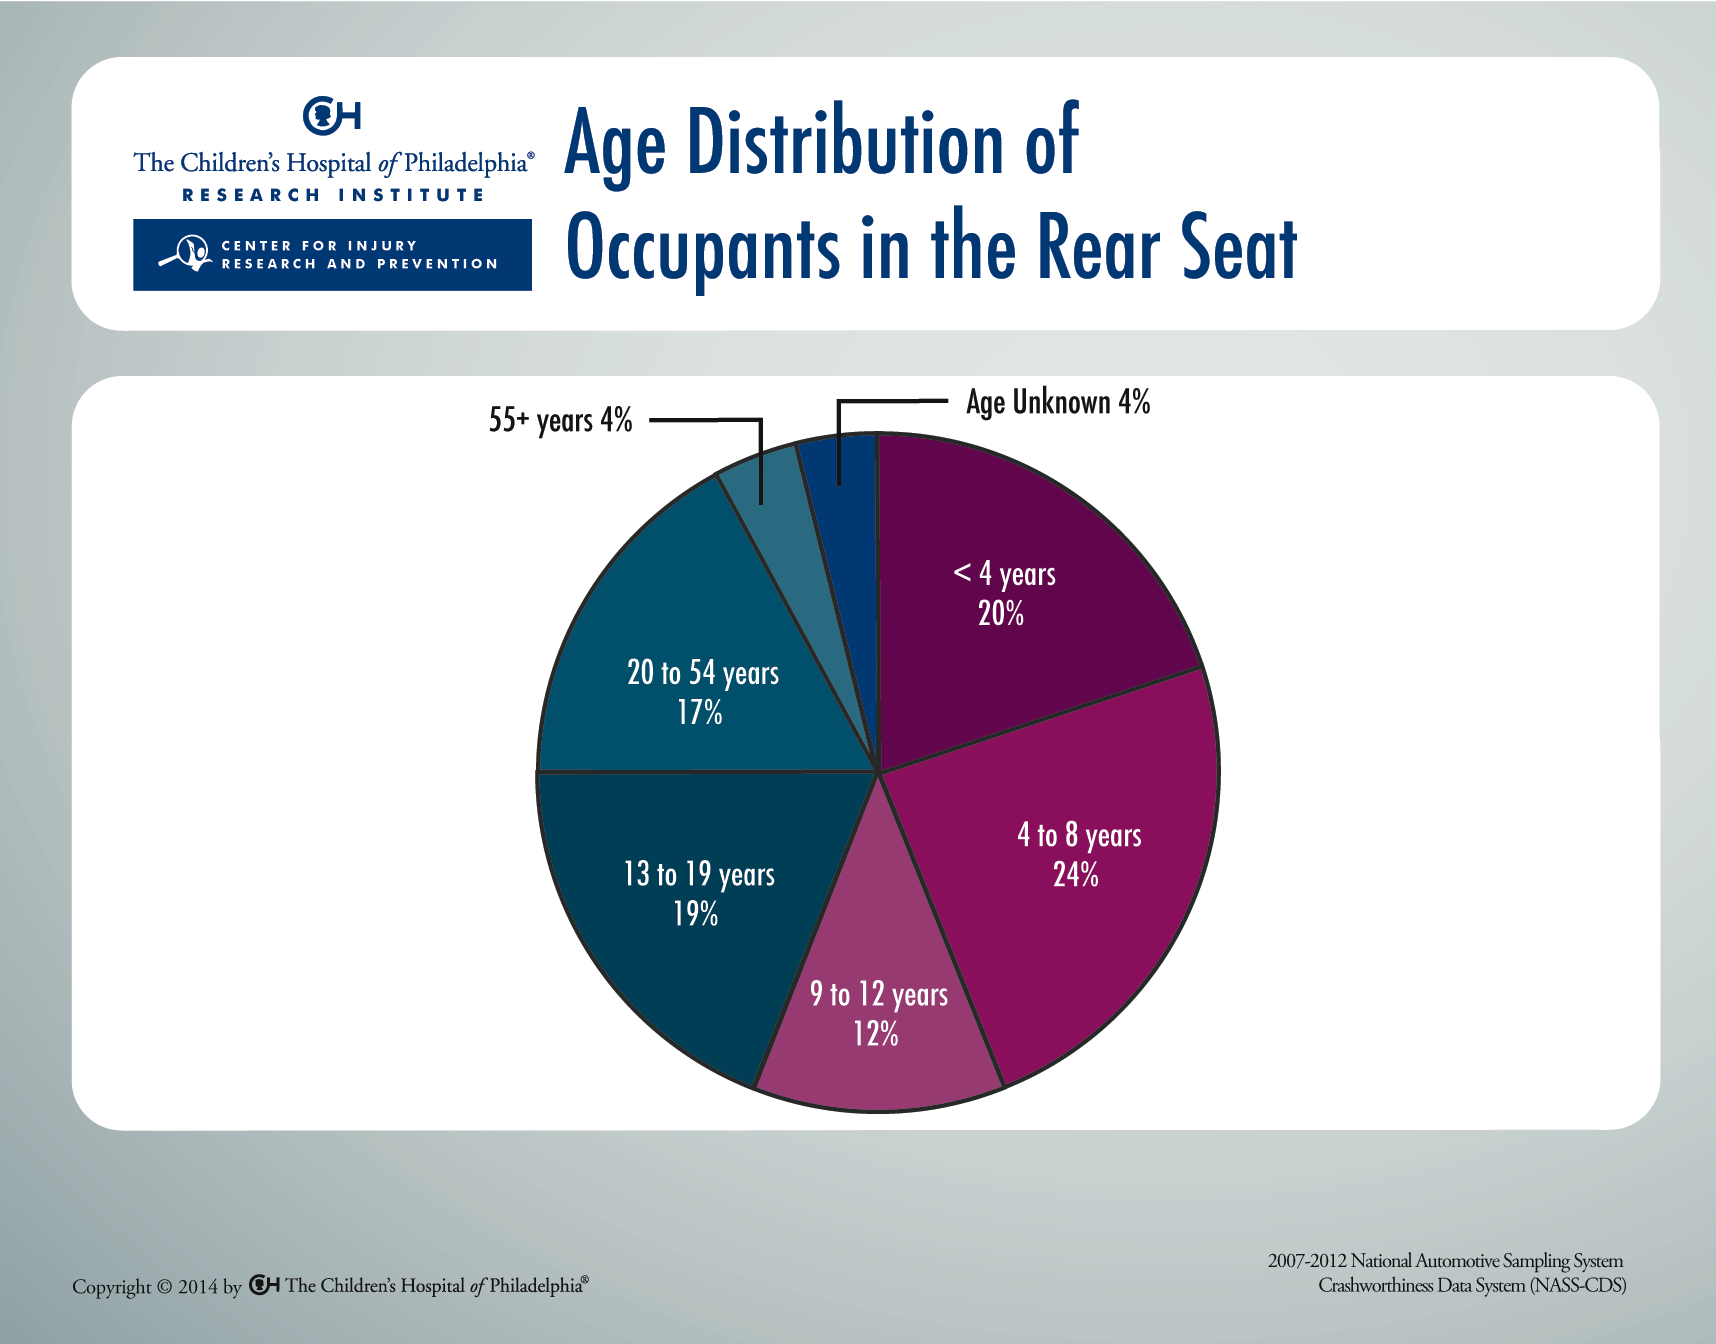 CH
The Children's Hospital of Philadelphia®
RESEARCH INSTITUTE
CENTER FOR INJURY
RESEARCH AND PREVENTION
Age Distribution of
Occupants in the Rear Seat
55+ years 4%
Age Unknown 4%
< 4 years
20%
20 to 54 years
17%
4 to 8 years
24%
13 to 19 years
19%
9 to 12 years
12%
Copyright © 2014 by CH The Children's Hospital of Philadelphia®
2007-2012 National Automotive Sampling System
Crashworthiness Data System (NASS-CDS)